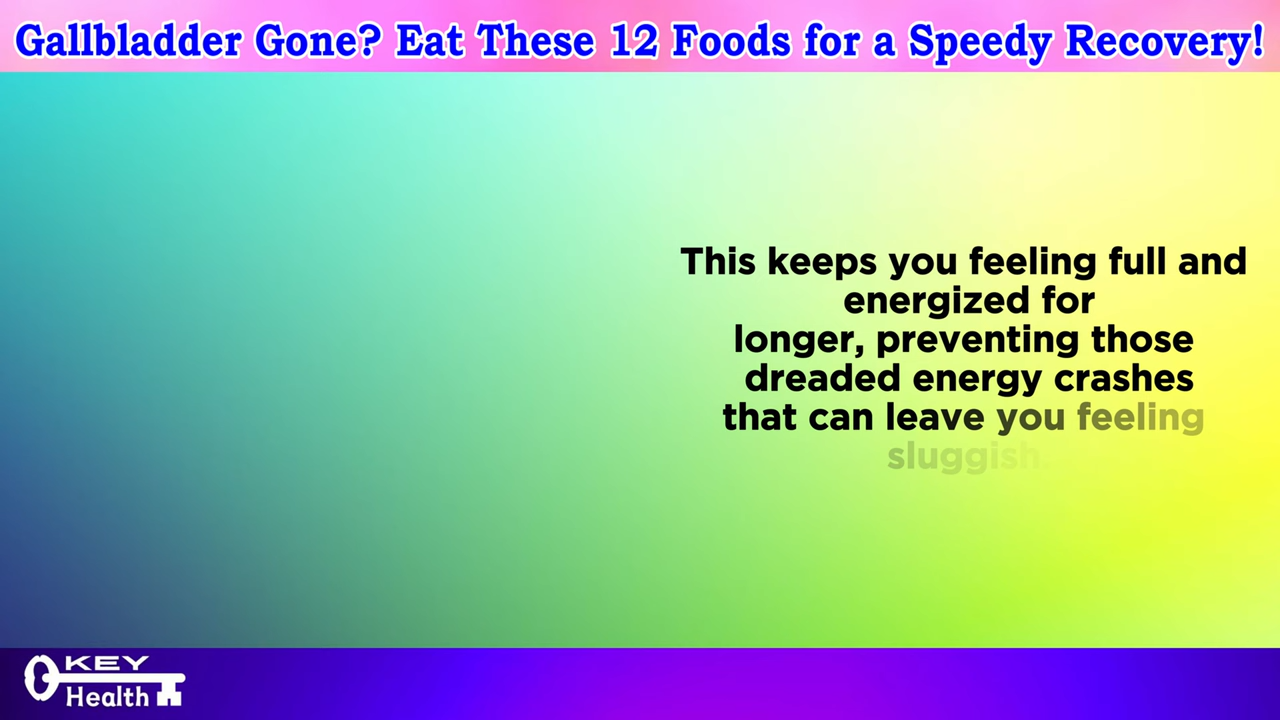 Gallbladder Gone? Eat These 12 Foods for a Speedy Recovery!
This keeps you feeling full and
energized for
longer, preventing those
dreaded energy crashes
that can leave you feeling
sluggish.
KEY
Health